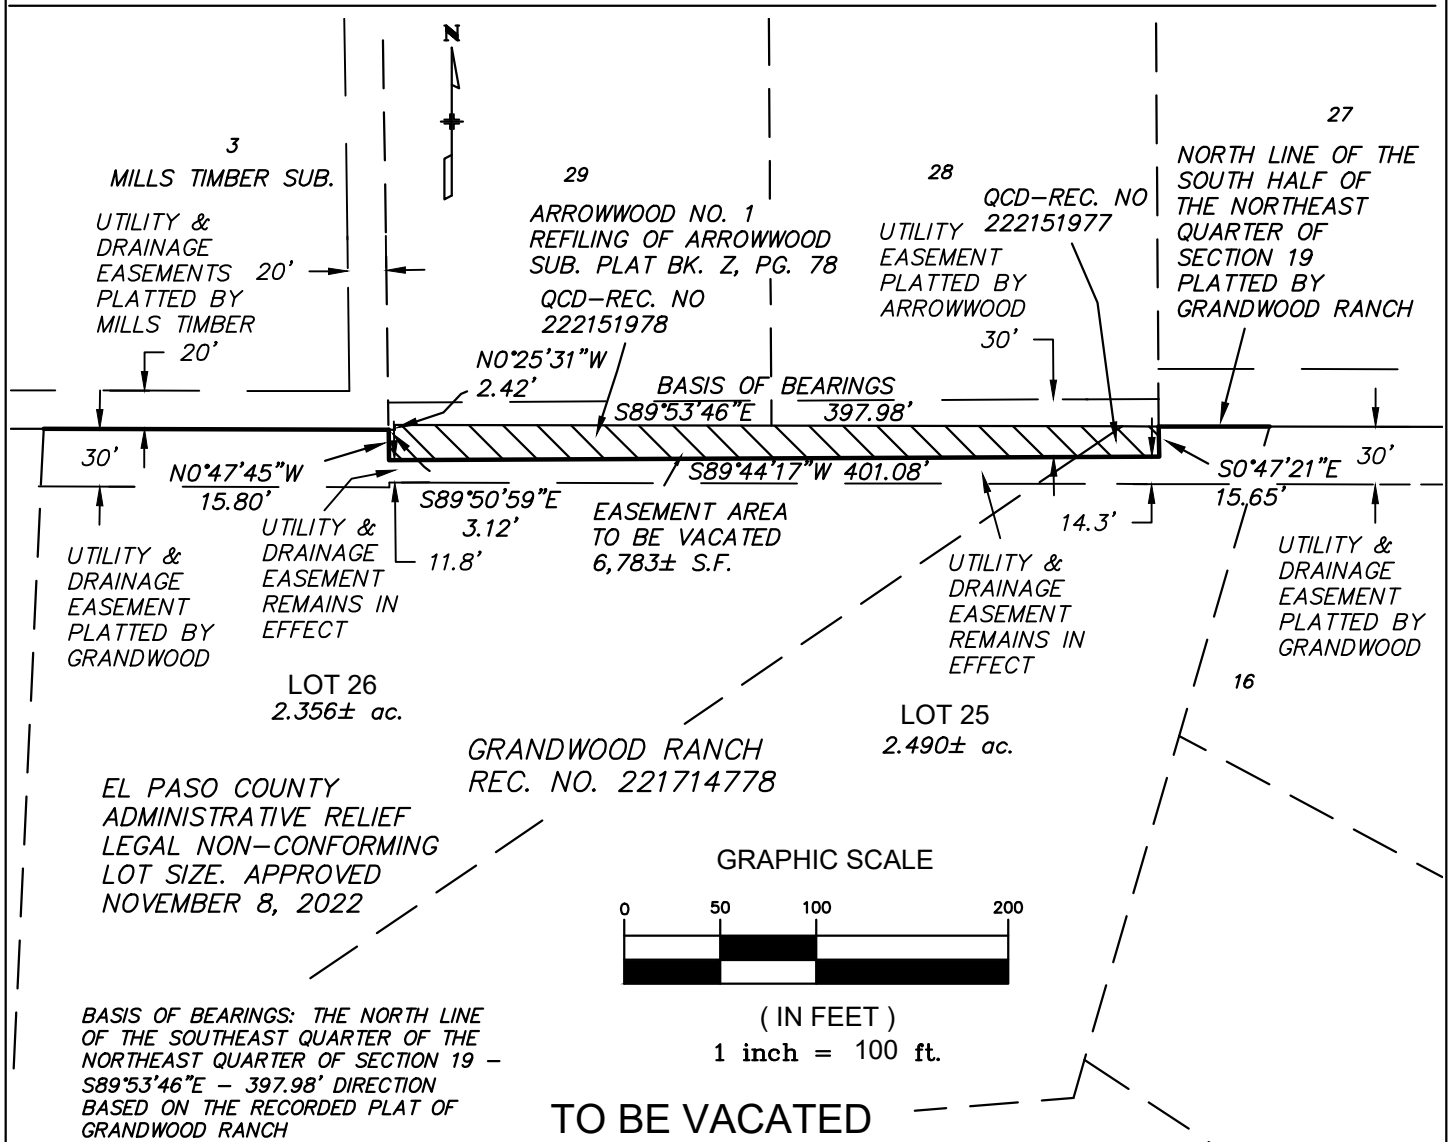 N
3
MILLS TIMBER SUB.
UTILITY &
DRAINAGE
EASEMENTS 20'
PLATTED BY
MILLS TIMBER
20'
29
ARROWWOOD NO. 1
REFILING OF ARROWWOOD
SUB. PLAT BK. Z, PG. 78
QCD-REC. NO
222151978
28
QCD-REC. NO
222151977
UTILITY
EASEMENT
PLATTED BY
ARROWWOOD
30'
27
NORTH LINE OF THE
SOUTH HALF OF
THE NORTHEAST
QUARTER OF
SECTION 19
PLATTED BY
GRANDWOOD RANCH
N0°25'31"W
2.42'
BASIS OF BEARINGS
S89°53'46"E 397.98'
30'
N0°47'45"W
15.80'
S89°50'59"E
3.12'
11.8'
S89°44'17"W 401.08'
EASEMENT AREA
TO BE VACATED
6,783± S.F.
14.3'
S0°47'21"E
15.65'
30'
UTILITY &
DRAINAGE
EASEMENT
PLATTED BY
GRANDWOOD
UTILITY &
DRAINAGE
EASEMENT
REMAINS IN
EFFECT
UTILITY &
DRAINAGE
EASEMENT
REMAINS IN
EFFECT
UTILITY &
DRAINAGE
EASEMENT
PLATTED BY
GRANDWOOD
16
LOT 26
2.356± ac.
LOT 25
2.490± ac.
GRANDWOOD RANCH
REC. NO. 221714778
EL PASO COUNTY
ADMINISTRATIVE RELIEF
LEGAL NON-CONFORMING
LOT SIZE. APPROVED
NOVEMBER 8, 2022
GRAPHIC SCALE
0 50 100 200
( IN FEET )
1 inch = 100 ft.
BASIS OF BEARINGS: THE NORTH LINE
OF THE SOUTHEAST QUARTER OF THE
NORTHEAST QUARTER OF SECTION 19 -
S89°53'46"E - 397.98' DIRECTION
BASED ON THE RECORDED PLAT OF
GRANDWOOD RANCH
TO BE VACATED